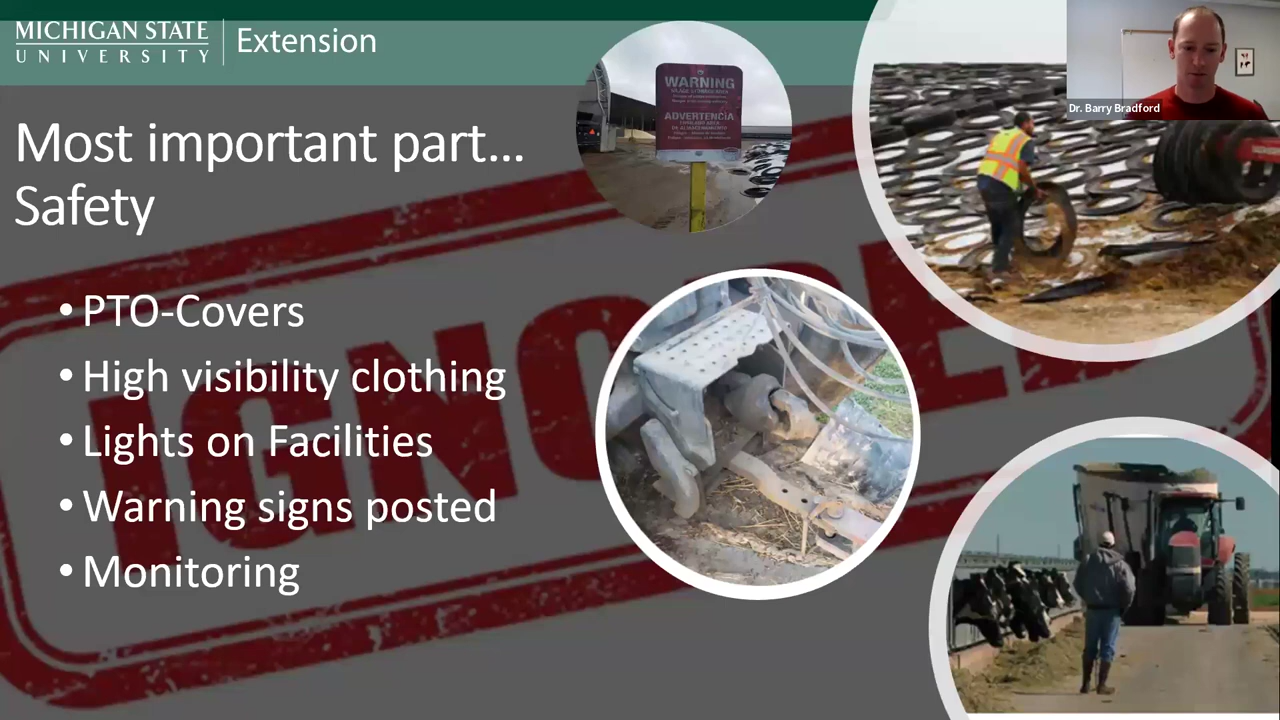 MICHIGAN STATE
UNIVERSITY
Extension
Most important part...
Safety
• PTO-Covers
• High visibility clothing
• Lights on Facilities
• Warning signs posted
• Monitoring
WARNING
ADVERTENCIA
Dr. Barry Bradford
IGNORED